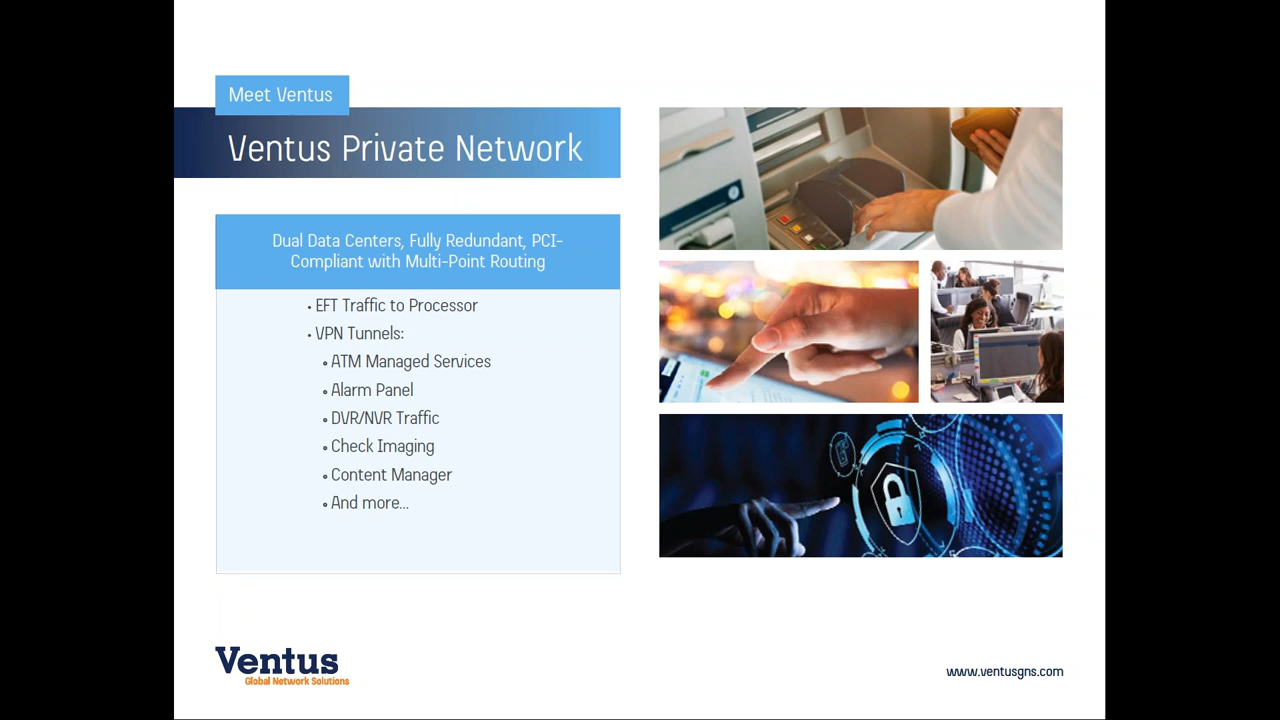 Meet Ventus
Ventus Private Network
Dual Data Centers, Fully Redundant, PCI-
Compliant with Multi-Point Routing
• EFT Traffic to Processor
• VPN Tunnels:
∘ ATM Managed Services
∘ Alarm Panel
∘ DVR/NVR Traffic
∘ Check Imaging
∘ Content Manager
∘ And more...
Ventus
Global Network Solutions
www.ventusgns.com